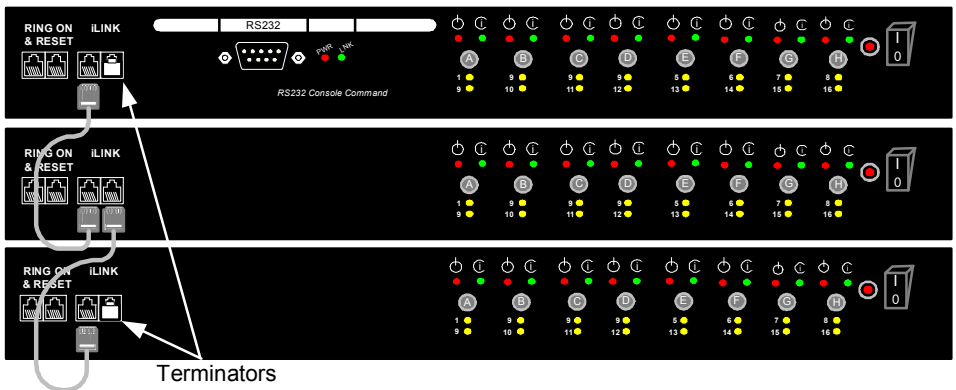 RING ON iLINK RS232
& RESET
PWR LNK
A B C D E F G H
I
0
1 9 9 9 5 6 7 8
9 10 11 12 13 14 15 16
RS232 Console Command
RING ON iLINK
& RESET
A B C D E F G H
I
0
1 9 9 9 5 6 7 8
9 10 11 12 13 14 15 16
RING ON iLINK
& RESET
A B C D E F G H
I
0
1 9 9 9 5 6 7 8
9 10 11 12 13 14 15 16
Terminators